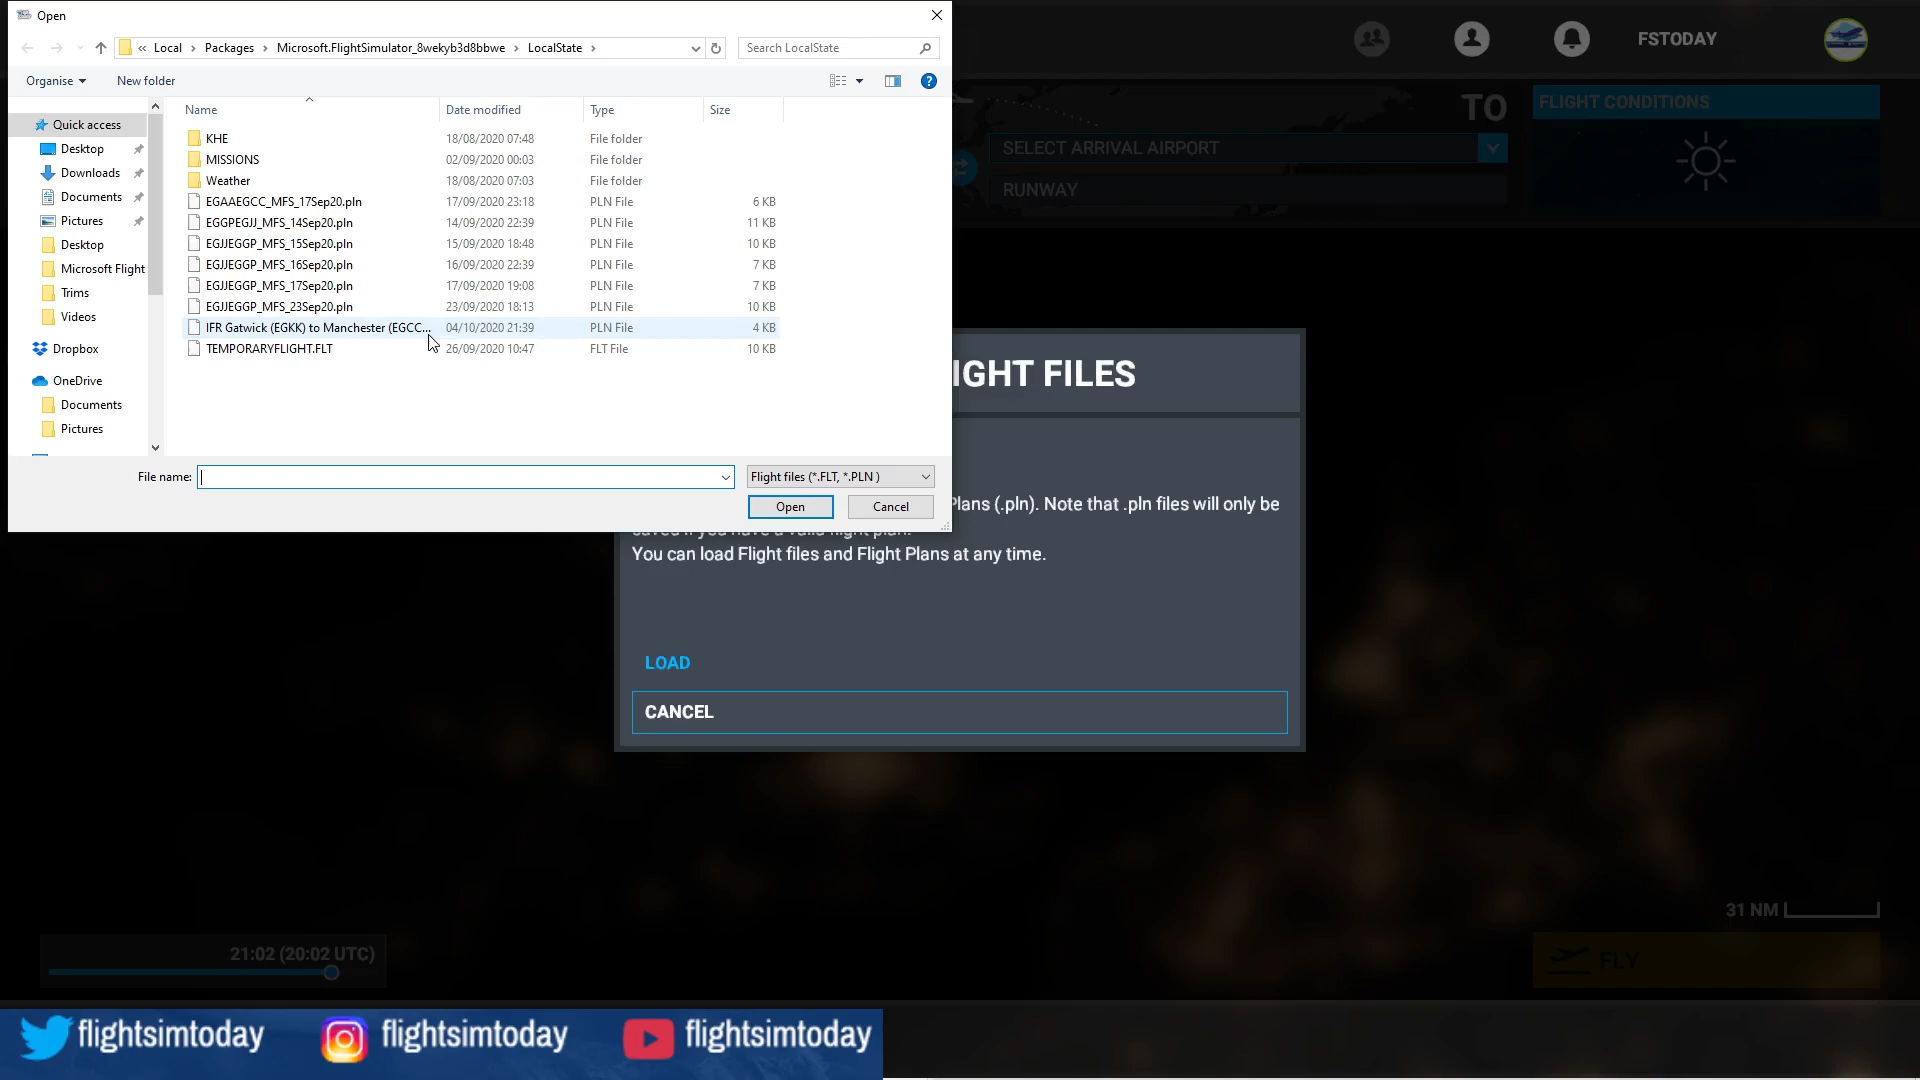 Open
« Local > Packages > Microsoft.FlightSimulator_8wekyb3d8bbwe > LocalState >
Search LocalState
Organise
New folder
?
Name
Date modified
Type
Size
Quick access
Desktop
Downloads
Documents
Pictures
Desktop
Microsoft Flight
Trims
Videos
Dropbox
OneDrive
Documents
Pictures
KHE 18/08/2020 07:48 File folder
MISSIONS 02/09/2020 00:03 File folder
Weather 18/08/2020 07:03 File folder
EGAAEGCC_MFS_17Sep20.pln 17/09/2020 23:18 PLN File 6 KB
EGGPEGJJ_MFS_14Sep20.pln 14/09/2020 22:39 PLN File 11 KB
EGJJEGGP_MFS_15Sep20.pln 15/09/2020 18:48 PLN File 10 KB
EGJJEGGP_MFS_16Sep20.pln 16/09/2020 22:39 PLN File 7 KB
EGJJEGGP_MFS_17Sep20.pln 17/09/2020 19:08 PLN File 7 KB
EGJJEGGP_MFS_23Sep20.pln 23/09/2020 18:13 PLN File 10 KB
IFR Gatwick (EGKK) to Manchester (EGCC... 04/10/2020 21:39 PLN File 4 KB
TEMPORARYFLIGHT.FLT 26/09/2020 10:47 FLT File 10 KB
File name:
Flight files (*.FLT, *.PLN )
Open
Cancel
FSTODAY
TO
SELECT ARRIVAL AIRPORT
RUNWAY
FLIGHT CONDITIONS
IGHT FILES
Plans (.pln). Note that .pln files will only be
saved if you have a valid flight plan.
You can load Flight files and Flight Plans at any time.
LOAD
CANCEL
31 NM
21:02 (20:02 UTC)
FLY
flightsimtoday
flightsimtoday
flightsimtoday